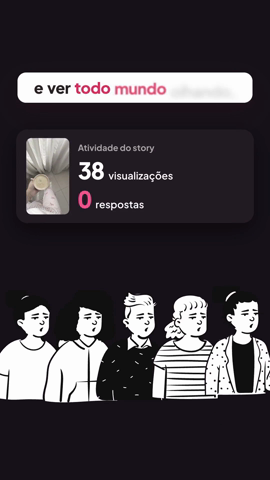 e ver todo mundo
Atividade do story
38 visualizações
0 respostas